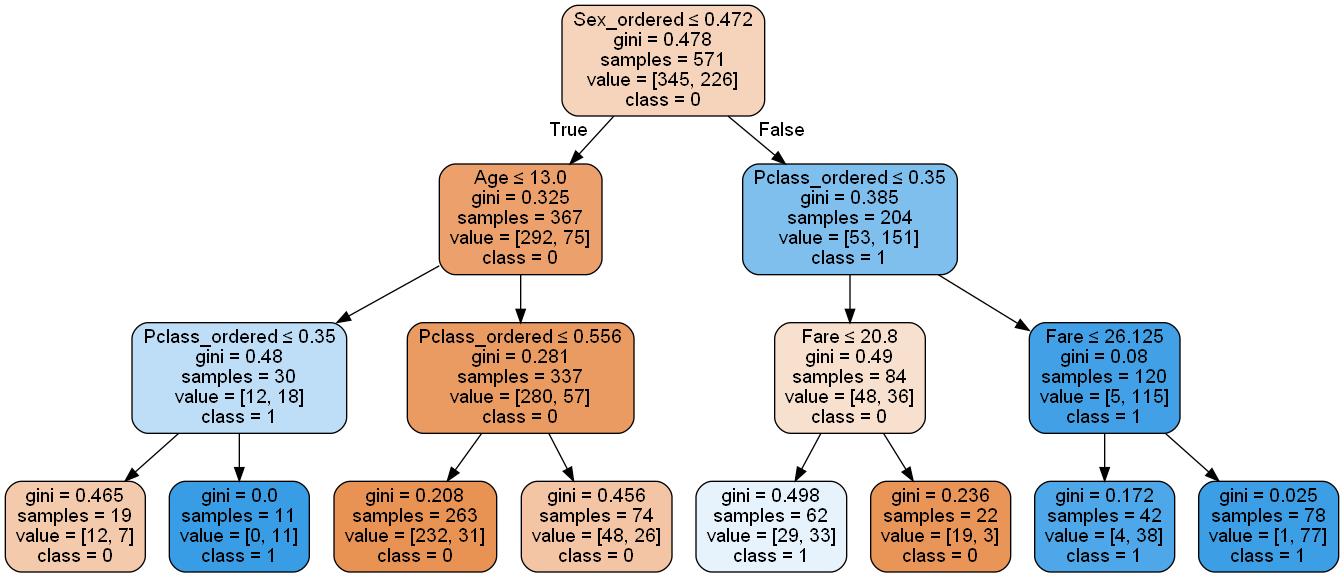 Sex_ordered ≤ 0.472
gini = 0.478
samples = 571
value = [345, 226]
class = 0
True
False
Age ≤ 13.0
gini = 0.325
samples = 367
value = [292, 75]
class = 0
Pclass_ordered ≤ 0.35
gini = 0.385
samples = 204
value = [53, 151]
class = 1
Pclass_ordered ≤ 0.35
gini = 0.48
samples = 30
value = [12, 18]
class = 1
Pclass_ordered ≤ 0.556
gini = 0.281
samples = 337
value = [280, 57]
class = 0
Fare ≤ 20.8
gini = 0.49
samples = 84
value = [48, 36]
class = 0
Fare ≤ 26.125
gini = 0.08
samples = 120
value = [5, 115]
class = 1
gini = 0.465
samples = 19
value = [12, 7]
class = 0
gini = 0.0
samples = 11
value = [0, 11]
class = 1
gini = 0.208
samples = 263
value = [232, 31]
class = 0
gini = 0.456
samples = 74
value = [48, 26]
class = 0
gini = 0.498
samples = 62
value = [29, 33]
class = 1
gini = 0.236
samples = 22
value = [19, 3]
class = 0
gini = 0.172
samples = 42
value = [4, 38]
class = 1
gini = 0.025
samples = 78
value = [1, 77]
class = 1